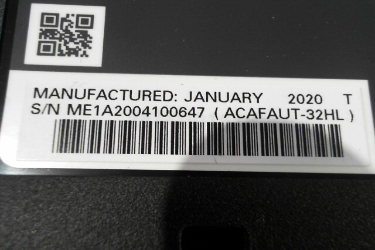 MANUFACTURED: JANUARY 2020 T
S/N ME1A2004100647 ( ACAFAUT-32HL )